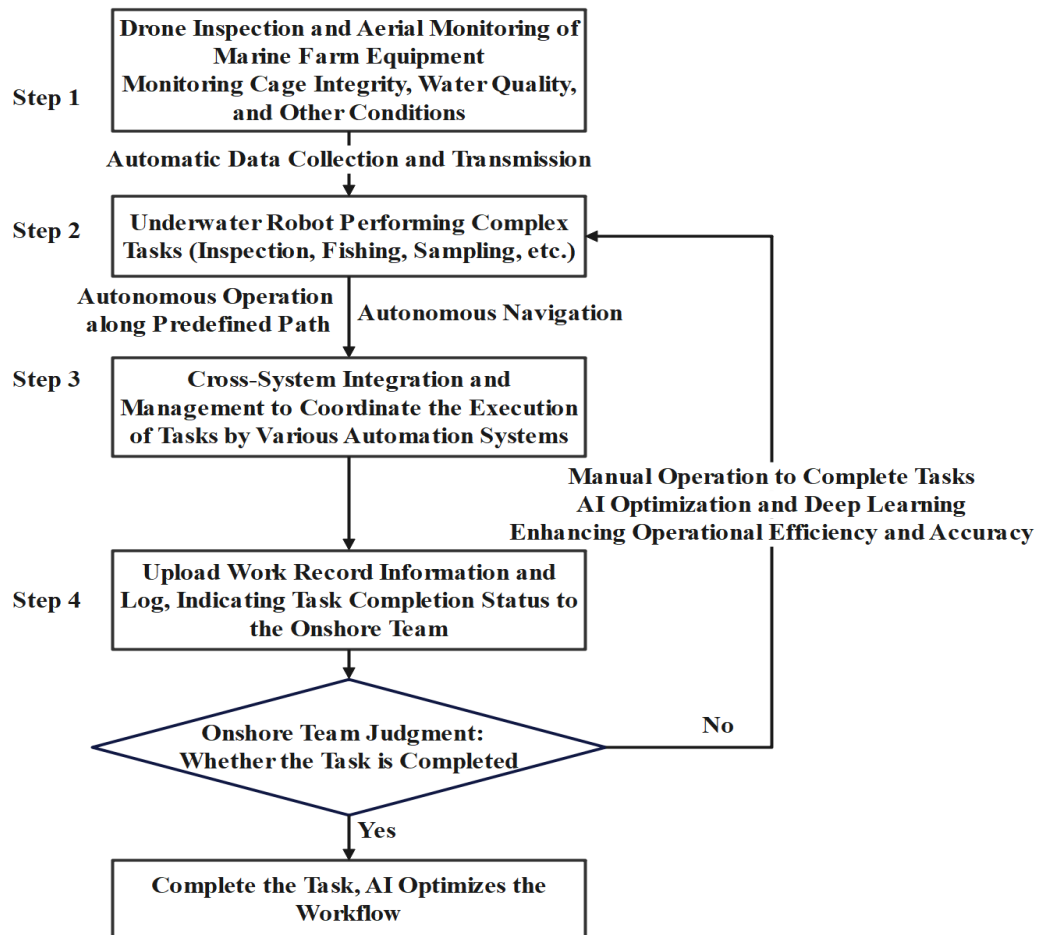 Drone Inspection and Aerial Monitoring of
Marine Farm Equipment
Monitoring Cage Integrity, Water Quality,
and Other Conditions
Step 1
Automatic Data Collection and Transmission
Step 2
Underwater Robot Performing Complex
Tasks (Inspection, Fishing, Sampling, etc.)
Autonomous Operation
along Predefined Path
Autonomous Navigation
Step 3
Cross-System Integration and
Management to Coordinate the Execution
of Tasks by Various Automation Systems
Manual Operation to Complete Tasks
AI Optimization and Deep Learning
Enhancing Operational Efficiency and Accuracy
Step 4
Upload Work Record Information and
Log, Indicating Task Completion Status to
the Onshore Team
Onshore Team Judgment:
Whether the Task is Completed
No
Yes
Complete the Task, AI Optimizes the
Workflow